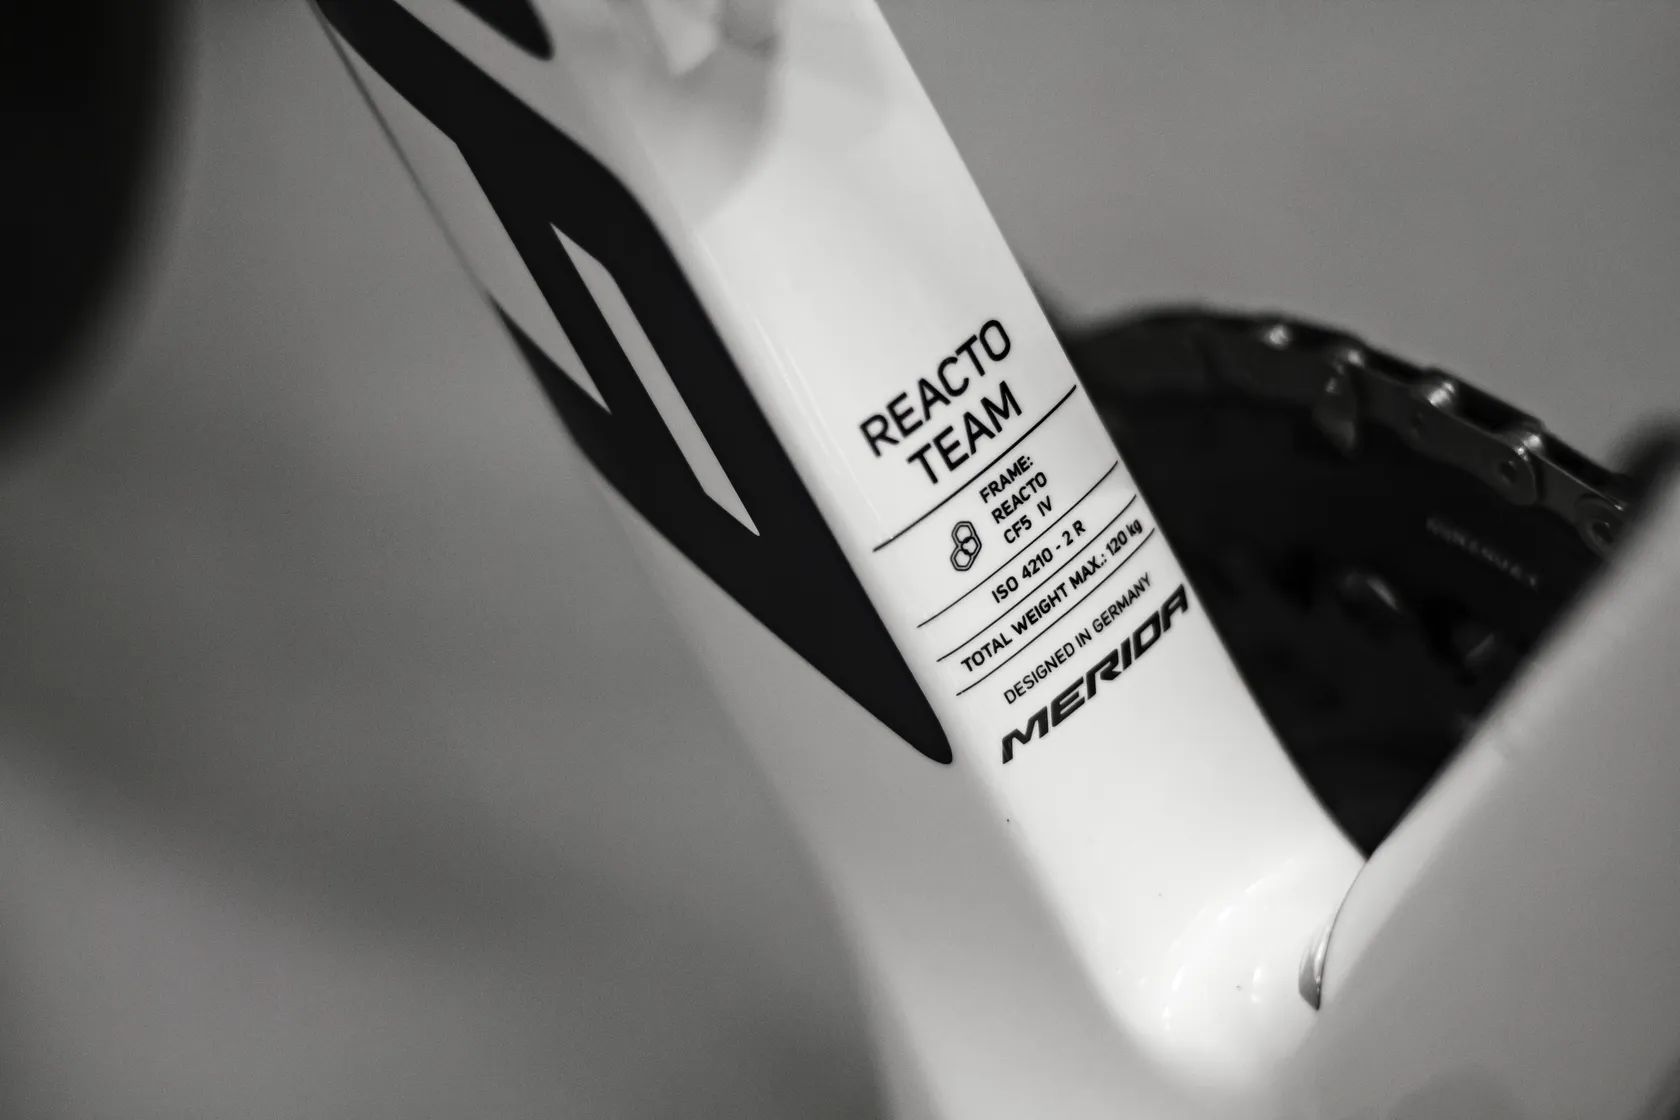 REACTO
TEAM
FRAME:
REACTO
CF5 IV
ISO 4210 - 2 R
TOTAL WEIGHT MAX.: 120 kg
DESIGNED IN GERMANY
MERIDA